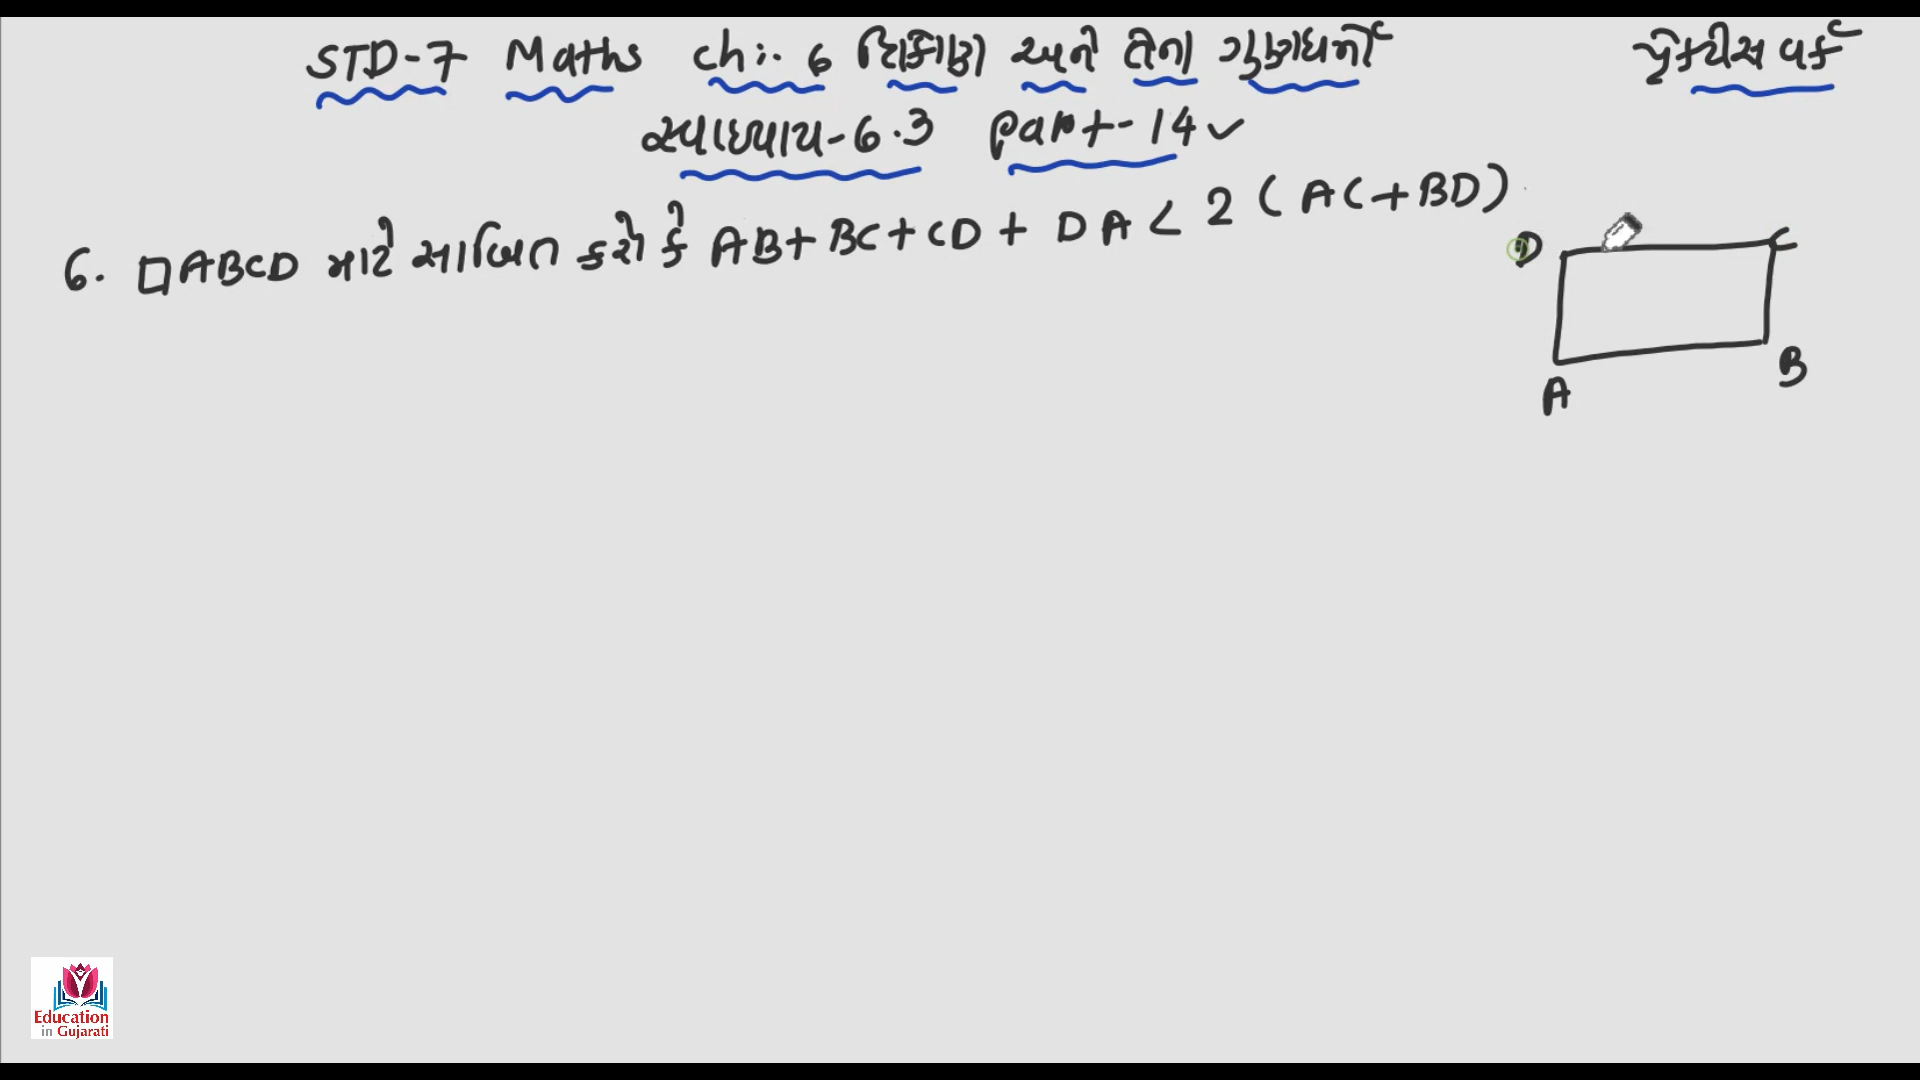 STD-7 Maths Ch:- 6 ત્રિકોણ અને તેના ગુણધર્મો
સ્વાધ્યાય-6.3 Part-14
6. □ABCD માટે સાબિત કરો કે AB+BC+CD+DA<2(AC+BD)
D C
A B
Education
in Gujarati